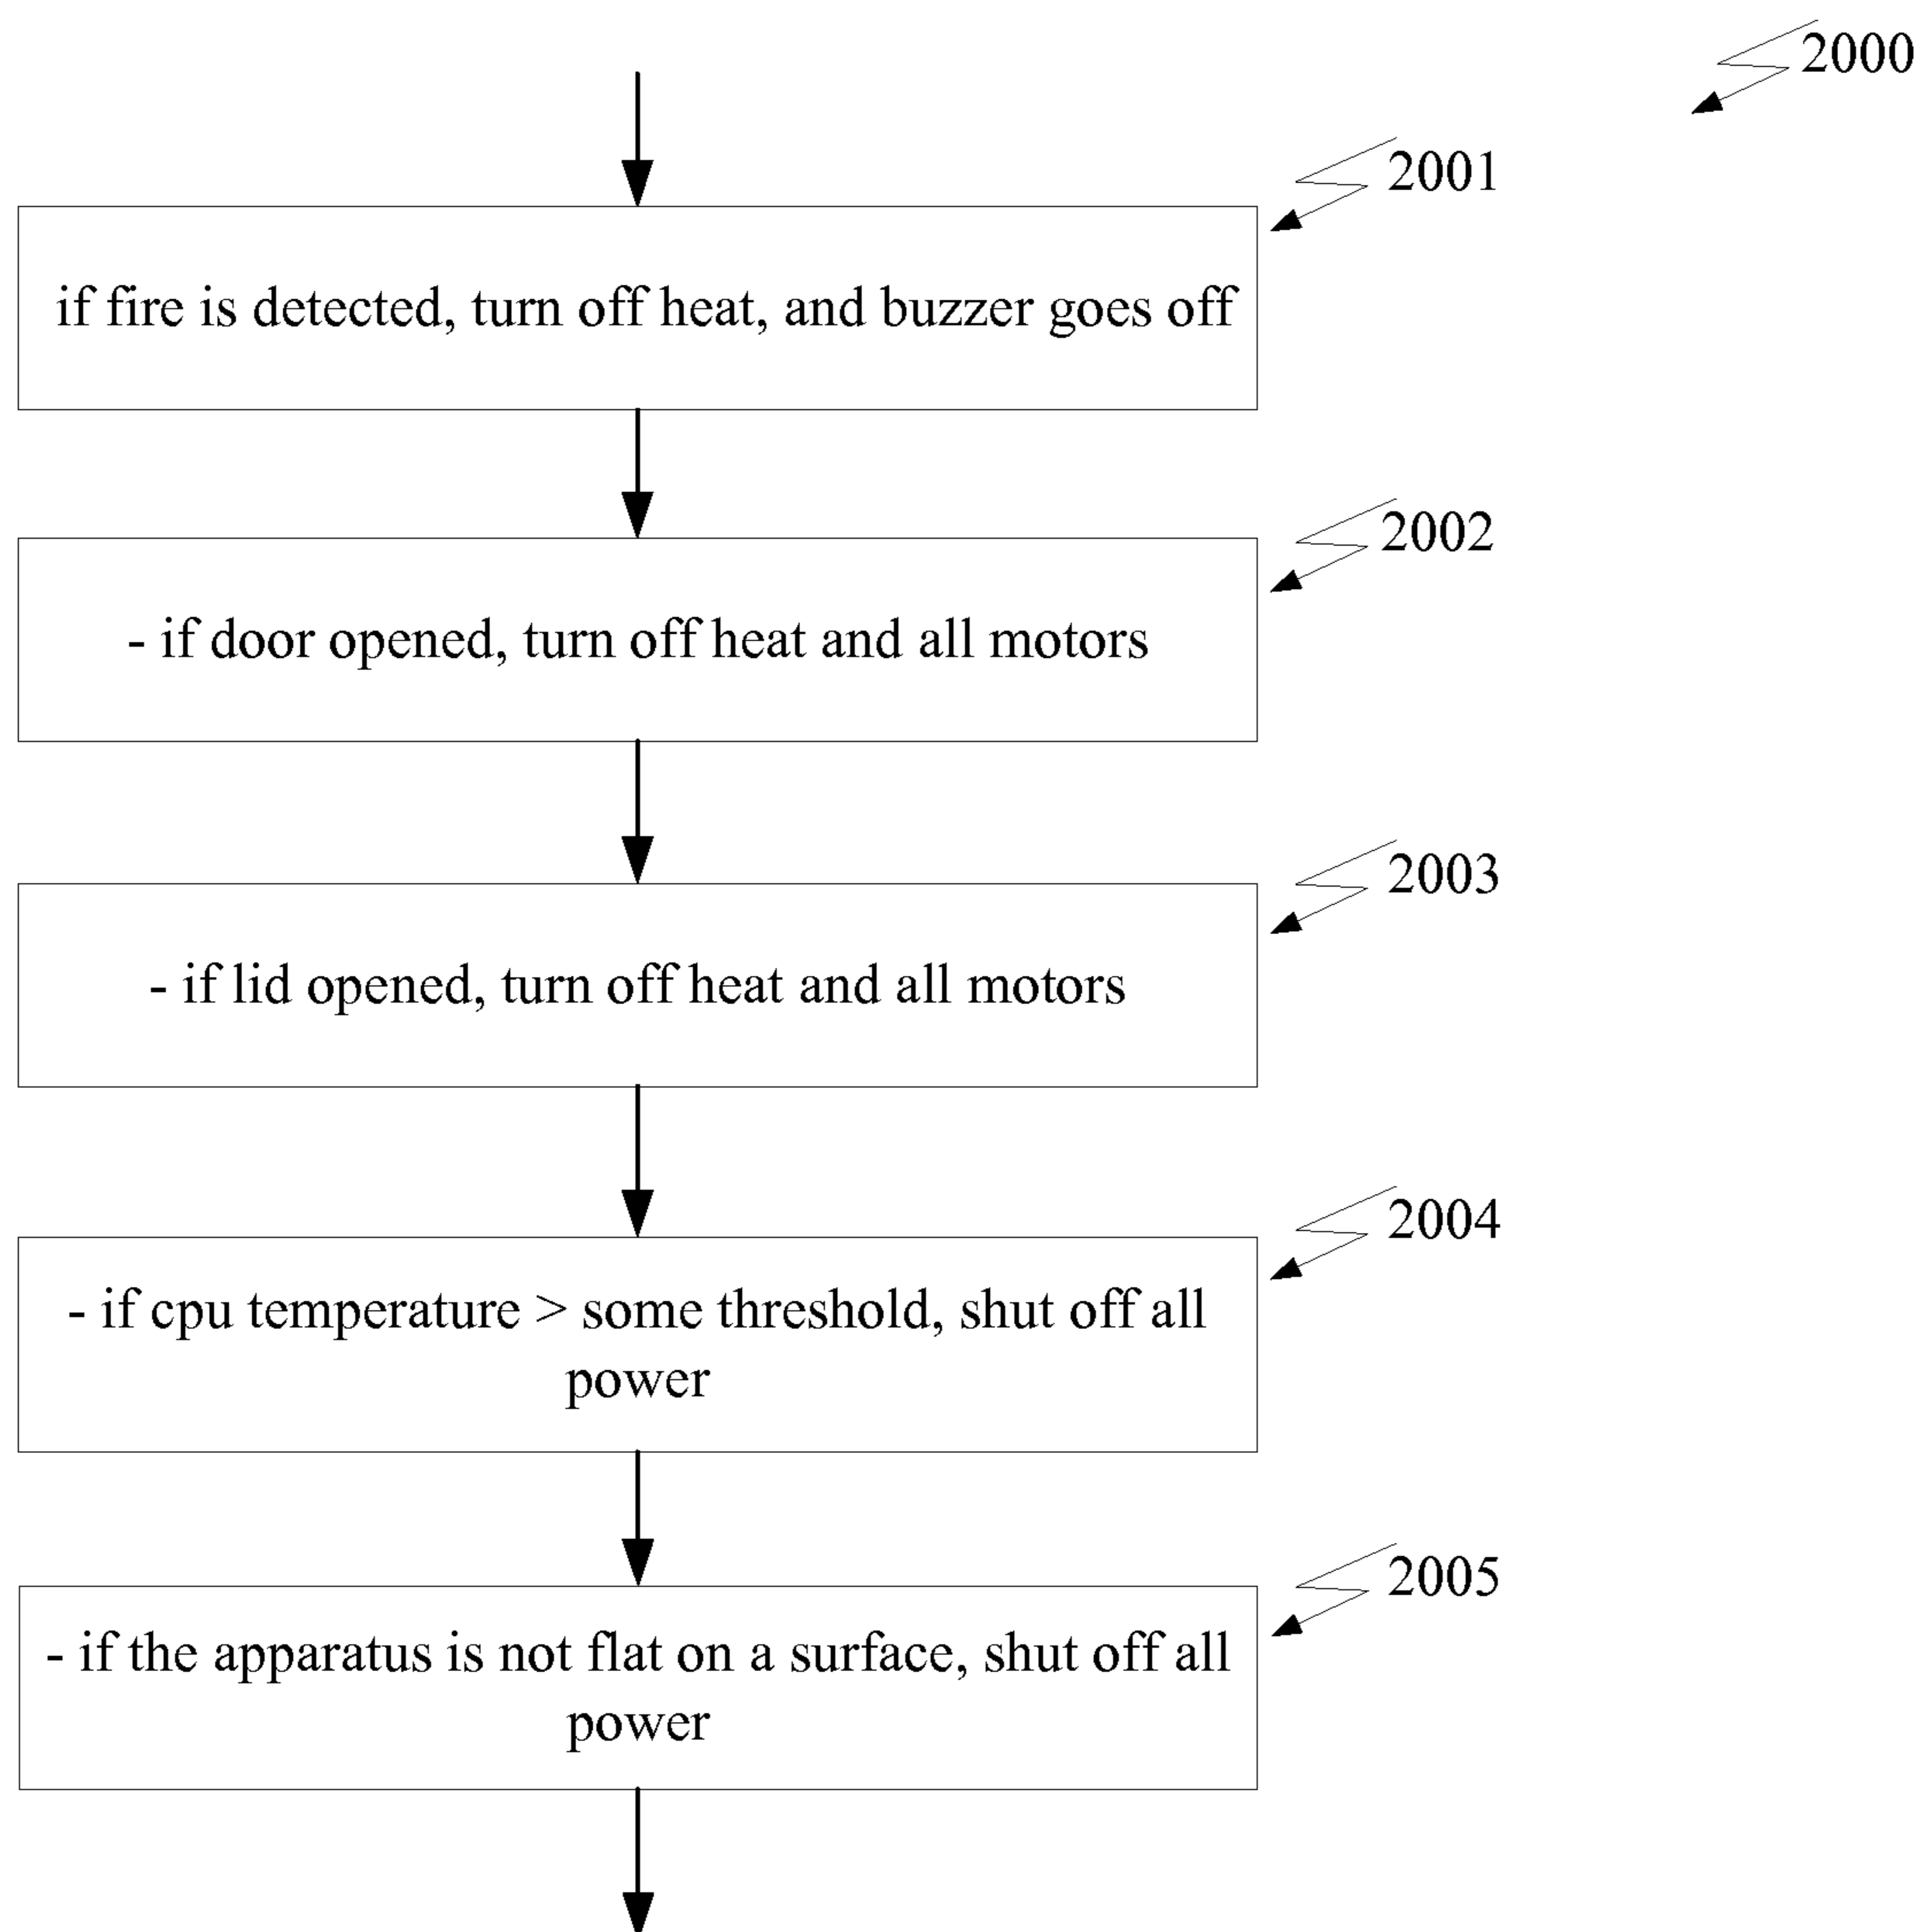 2000
2001
if fire is detected, turn off heat, and buzzer goes off
2002
- if door opened, turn off heat and all motors
2003
- if lid opened, turn off heat and all motors
2004
- if cpu temperature > some threshold, shut off all
power
2005
- if the apparatus is not flat on a surface, shut off all
power